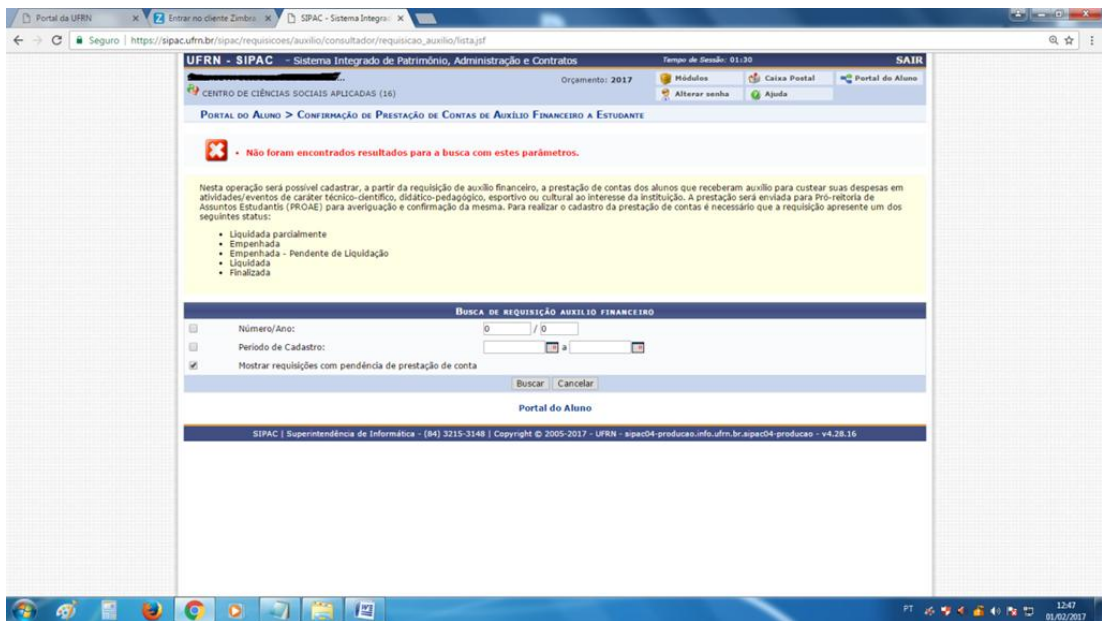 Portal da UFRN
Entrar no cliente Zimbra
SIPAC - Sistema Integra
Seguro | https://sipac.ufrn.br/sipac/requisicoes/auxilio/consultador/requisicao_auxilio/lista.jsf
UFRN - SIPAC - Sistema Integrado de Patrimônio, Administração e Contratos
Tempo de Sessão: 01:30
SAIR
Orçamento: 2017
Módulos
Caixa Postal
Portal do Aluno
CENTRO DE CIÊNCIAS SOCIAIS APLICADAS (16)
Alterar senha
Ajuda
PORTAL DO ALUNO > CONFIRMAÇÃO DE PRESTAÇÃO DE CONTAS DE AUXÍLIO FINANCEIRO A ESTUDANTE
• Não foram encontrados resultados para a busca com estes parâmetros.
Nesta operação será possível cadastrar, a partir da requisição de auxílio financeiro, a prestação de contas dos alunos que receberam auxílio para custear suas despesas em
atividades/eventos de caráter técnico-científico, didático-pedagógico, esportivo ou cultural ao interesse da instituição. A prestação será enviada para Pró-reitoria de
Assuntos Estudantis (PROAE) para averiguação e confirmação da mesma. Para realizar o cadastro da prestação de contas é necessário que a requisição apresente um dos
seguintes status:
• Liquidada parcialmente
• Empenhada
• Empenhada - Pendente de Liquidação
• Liquidada
• Finalizada
BUSCA DE REQUISIÇÃO AUXILIO FINANCEIRO
Número/Ano: 0 / 0
Período de Cadastro: a
Mostrar requisições com pendência de prestação de conta
Buscar Cancelar
Portal do Aluno
SIPAC | Superintendência de Informática - (84) 3215-3148 | Copyright © 2005-2017 - UFRN - sipac04-producao.info.ufrn.br.sipac04-producao - v4.28.16
PT
12:47
01/02/2017